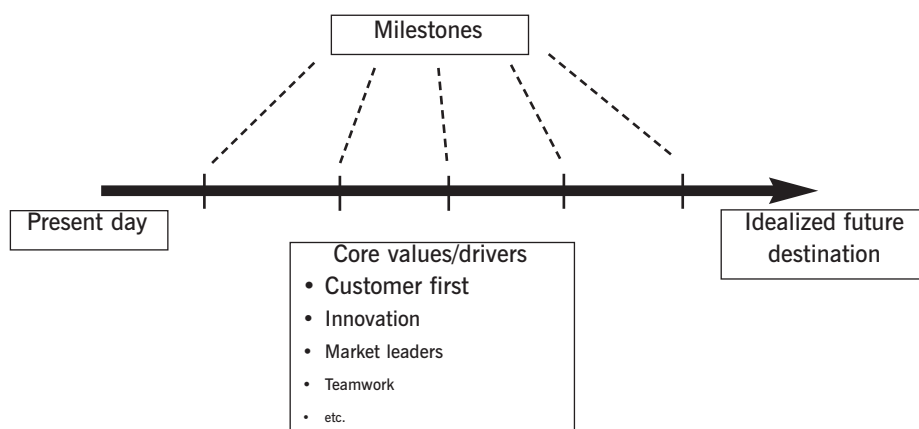 Milestones
Present day
Idealized future
destination
Core values/drivers
• Customer first
• Innovation
• Market leaders
• Teamwork
• etc.